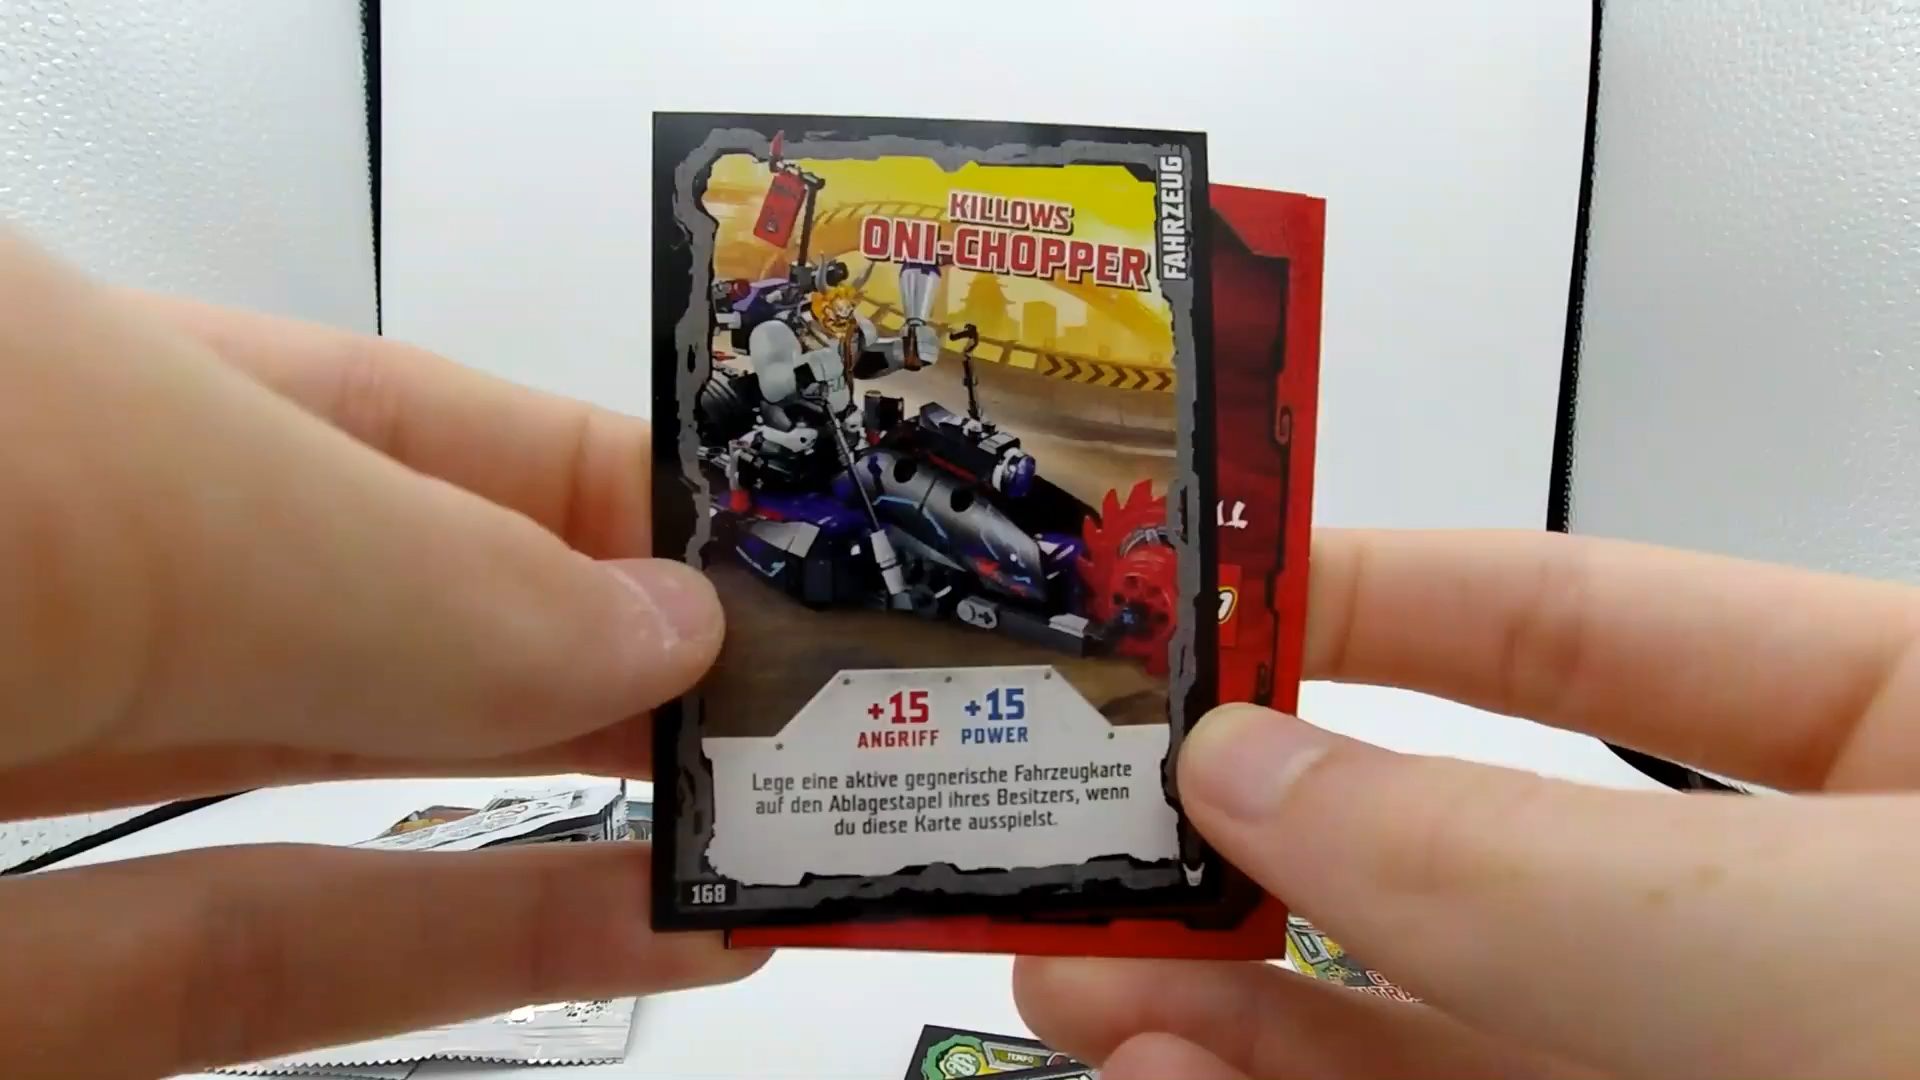 KILLOWS
ONI-CHOPPER
FAHRZEUG
+15 +15
ANGRIFF POWER
Lege eine aktive gegnerische Fahrzeugkarte
auf den Ablagestapel ihres Besitzers, wenn
du diese Karte ausspielst.
168
TEMPO